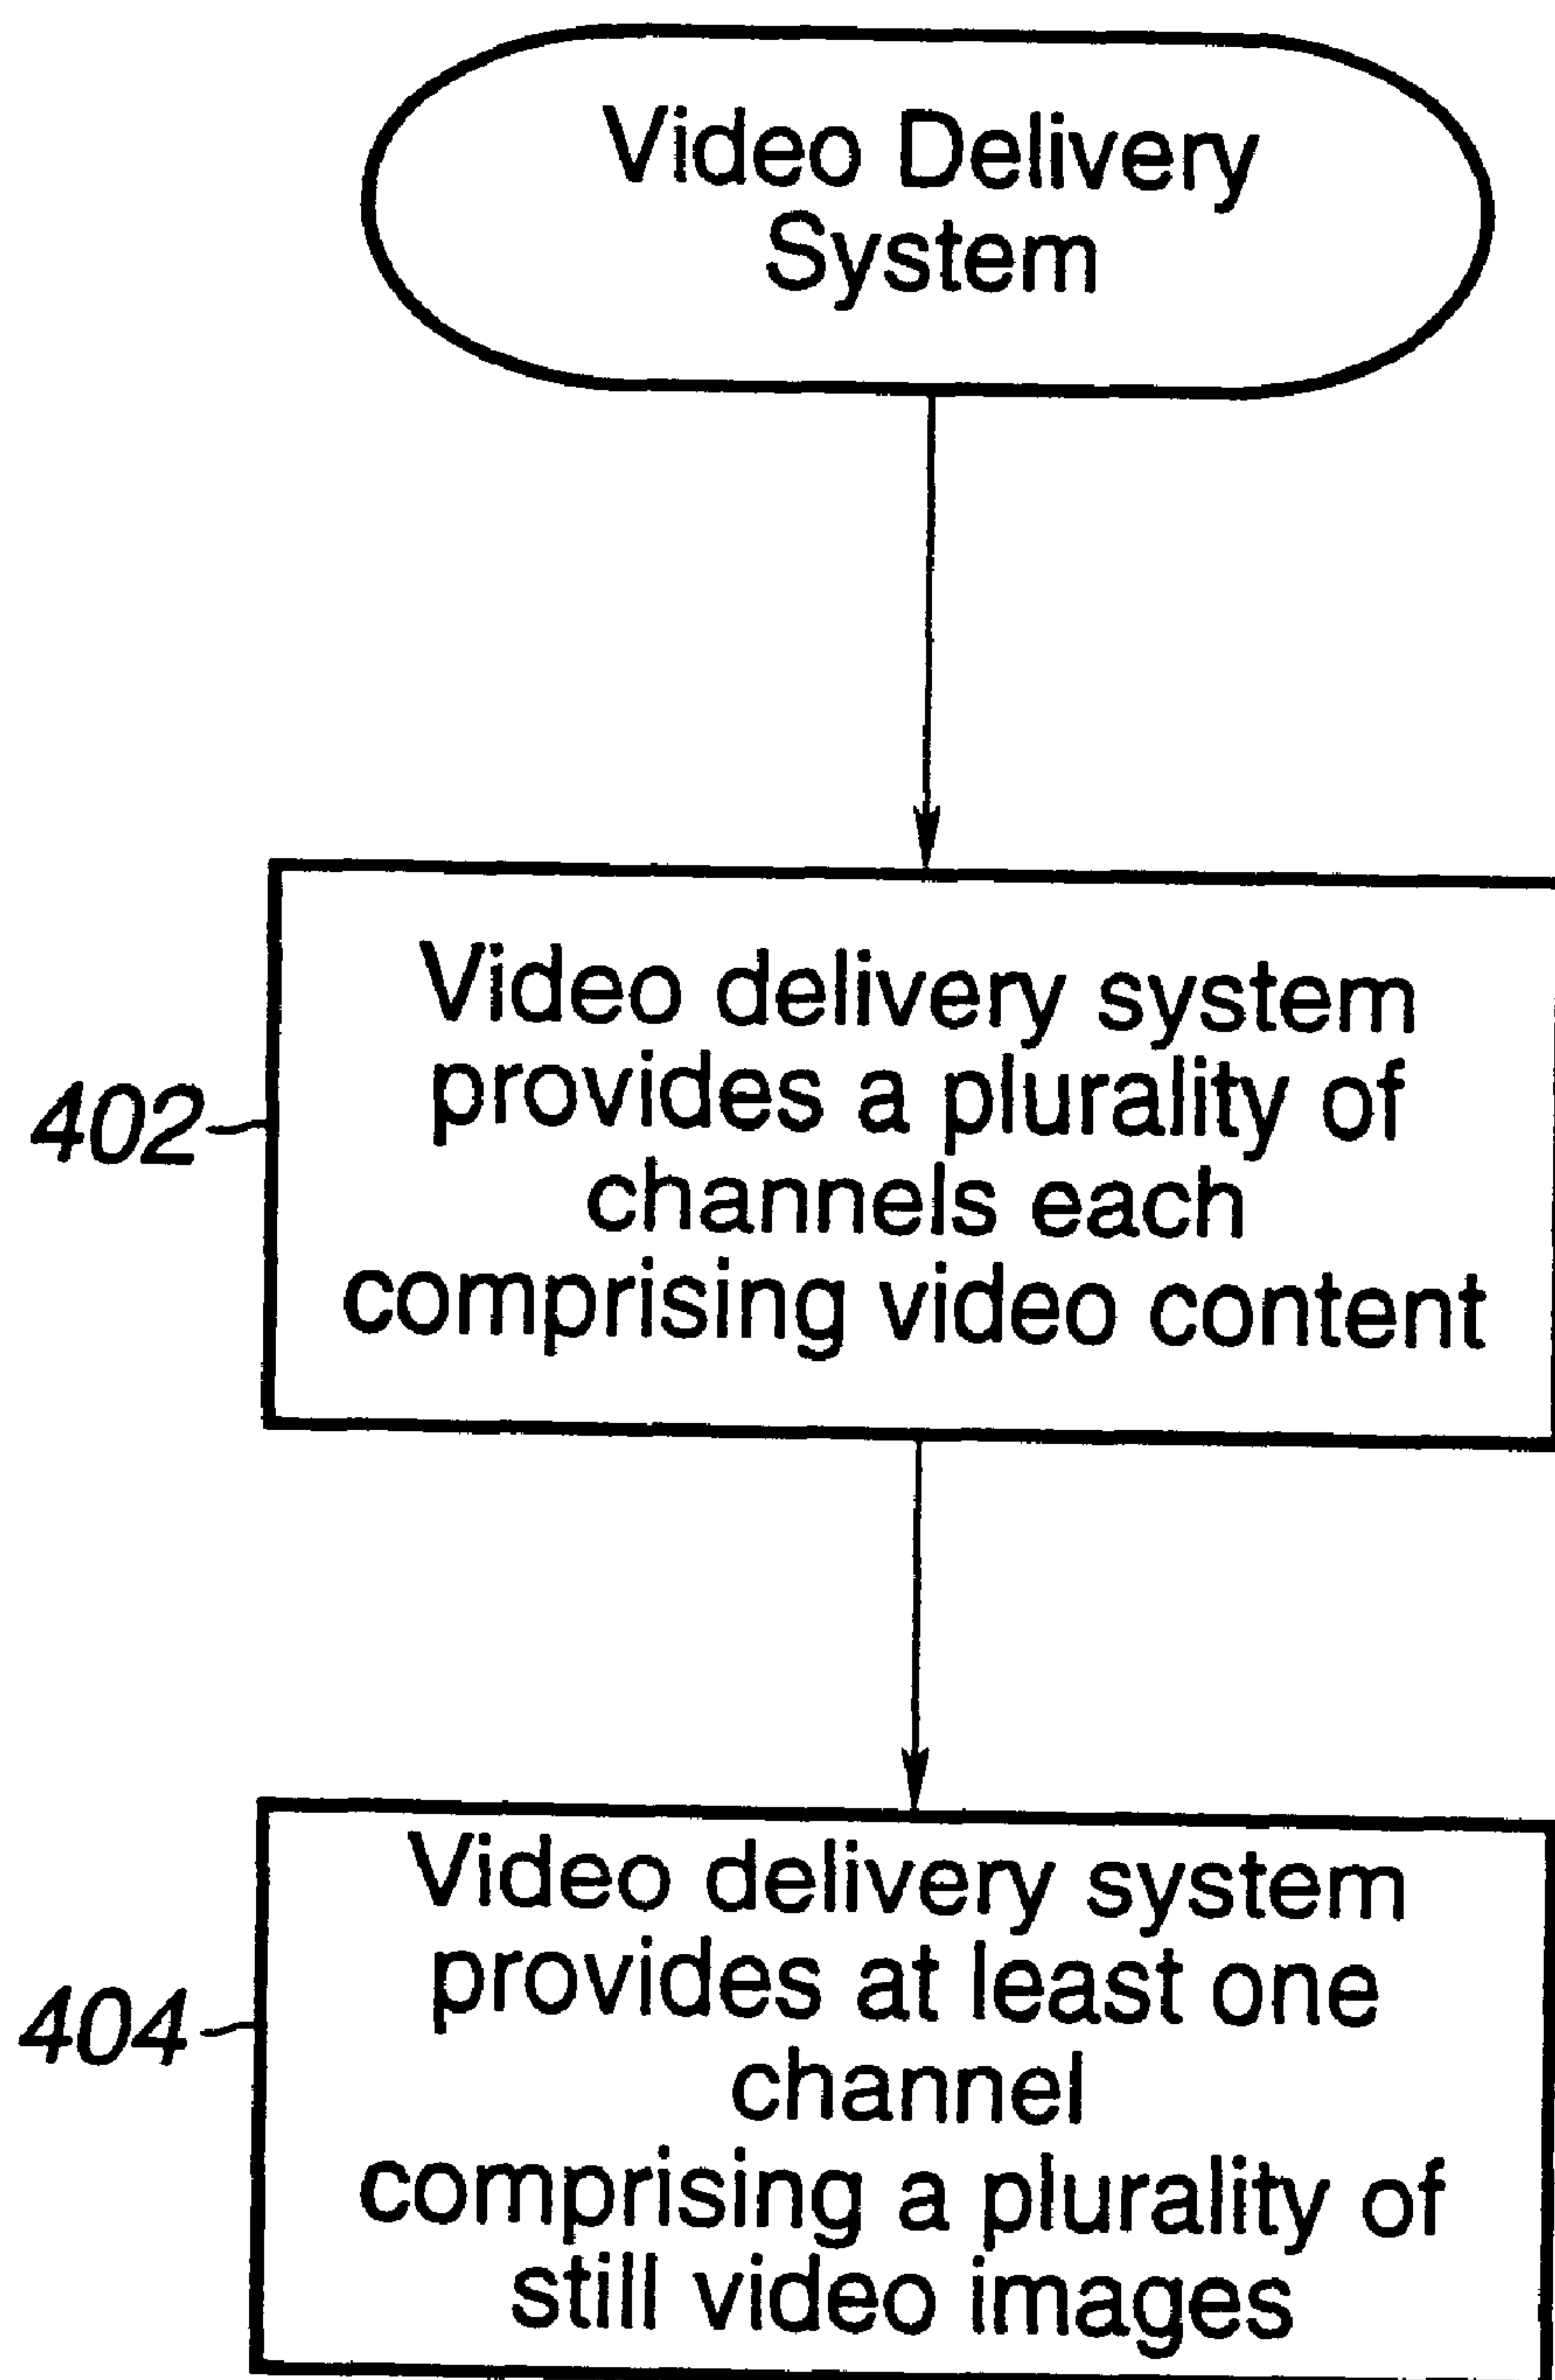 Video Delivery
System
Video delivery system
provides a plurality of
channels each
comprising video content
402
Video delivery system
provides at least one
channel
comprising a plurality of
still video images
404